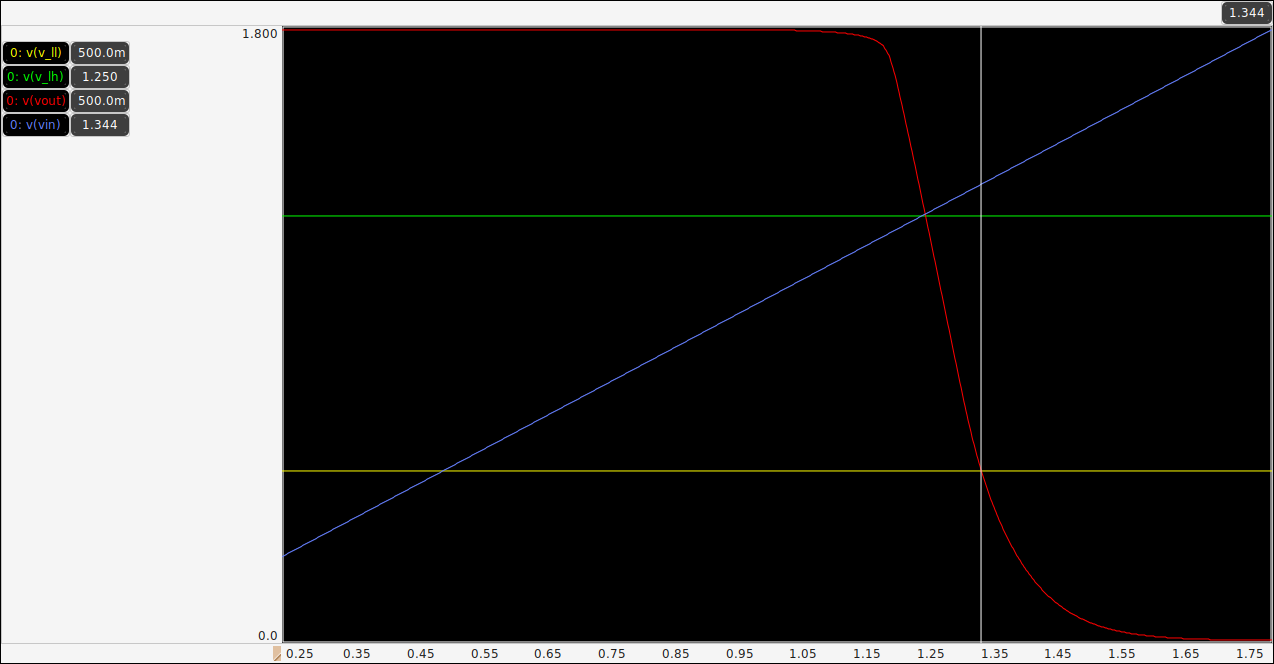 1.344
1.800
0: v(v_ll) 500.0m
0: v(v_lh) 1.250
0: v(vout) 500.0m
0: v(vin) 1.344
0.0
0.25 0.35 0.45 0.55 0.65 0.75 0.85 0.95 1.05 1.15 1.25 1.35 1.45 1.55 1.65 1.75